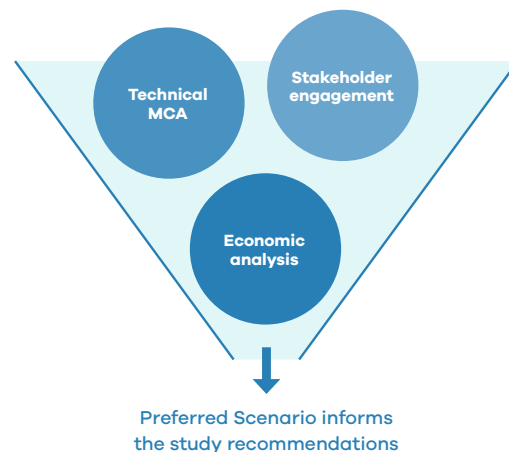 Technical
MCA
Stakeholder
engagement
Economic
analysis
Preferred Scenario informs
the study recommendations